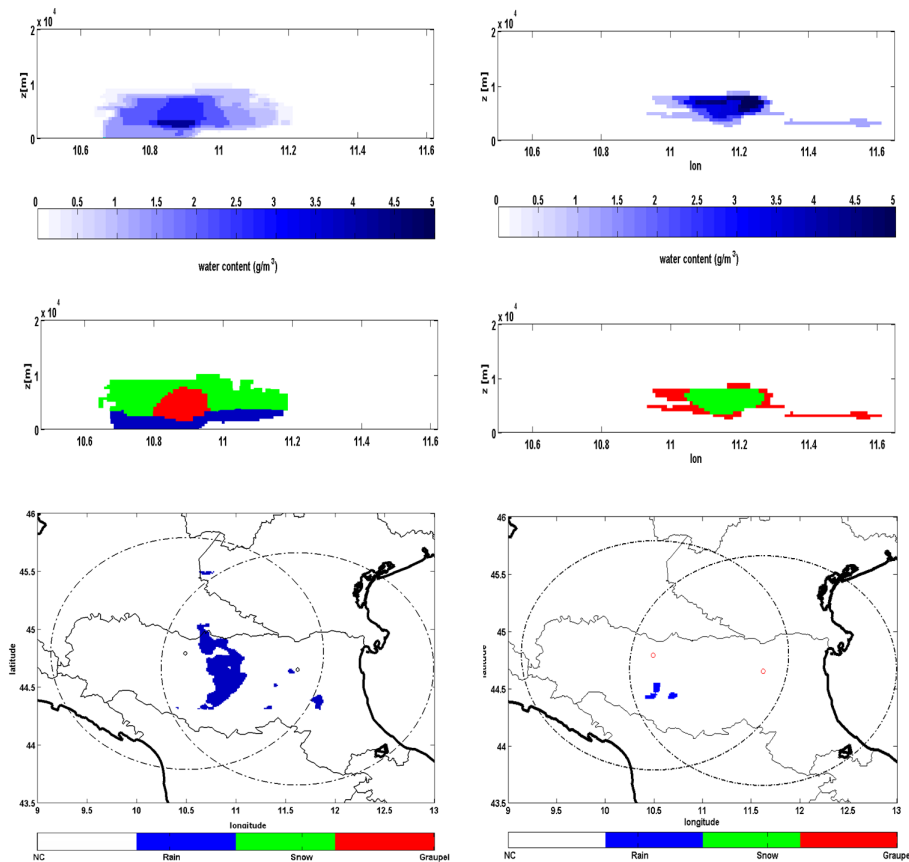 x 10^4
2
z[m]
1
0
10.6 10.8 11 11.2 11.4 11.6
0 0.5 1 1.5 2 2.5 3 3.5 4 4.5 5
water content (g/m^3)
x 10^4
2
z[m]
1
0
10.6 10.8 11 11.2 11.4 11.6
46
45.5
45
44.5
44
43.5
latitude
9 9.5 10 10.5 11 11.5 12 12.5 13
longitude
NC Rain Snow Graupel
x 10^4
2
z [m]
1
0
10.6 10.8 11 11.2 11.4 11.6
lon
0 0.5 1 1.5 2 2.5 3 3.5 4 4.5 5
water content (g/m^3)
x 10^4
2
z [m]
1
0
10.6 10.8 11 11.2 11.4 11.6
lon
46
45.5
45
44.5
44
43.5
latitude
9 9.5 10 10.5 11 11.5 12 12.5 13
longitude
NC Rain Snow Graupe